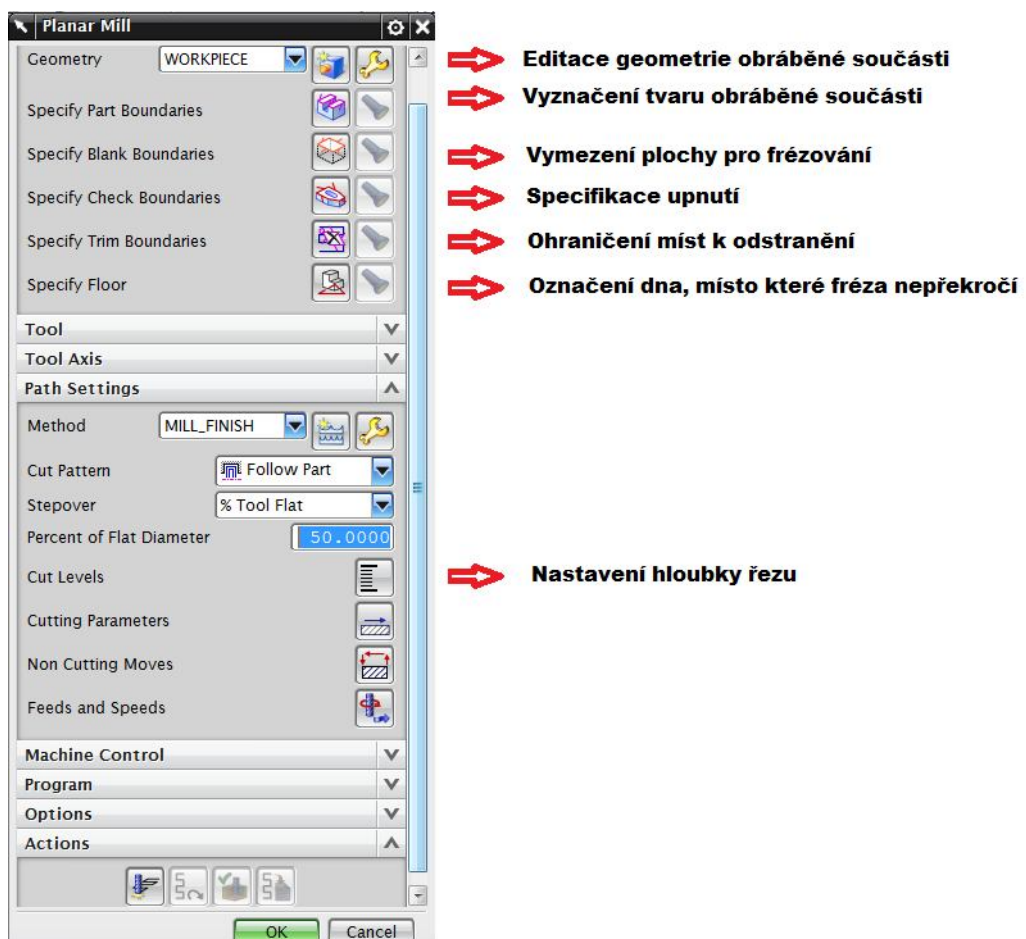 Planar Mill
Geometry WORKPIECE Editace geometrie obráběné součásti
Specify Part Boundaries Vyznačení tvaru obráběné součásti
Specify Blank Boundaries Vymezení plochy pro frézování
Specify Check Boundaries Specifikace upnutí
Specify Trim Boundaries Ohraničení míst k odstranění
Specify Floor Označení dna, místo které fréza nepřekročí
Tool
Tool Axis
Path Settings
Method MILL_FINISH
Cut Pattern Follow Part
Stepover % Tool Flat
Percent of Flat Diameter 50.0000
Cut Levels Nastavení hloubky řezu
Cutting Parameters
Non Cutting Moves
Feeds and Speeds
Machine Control
Program
Options
Actions
OK Cancel